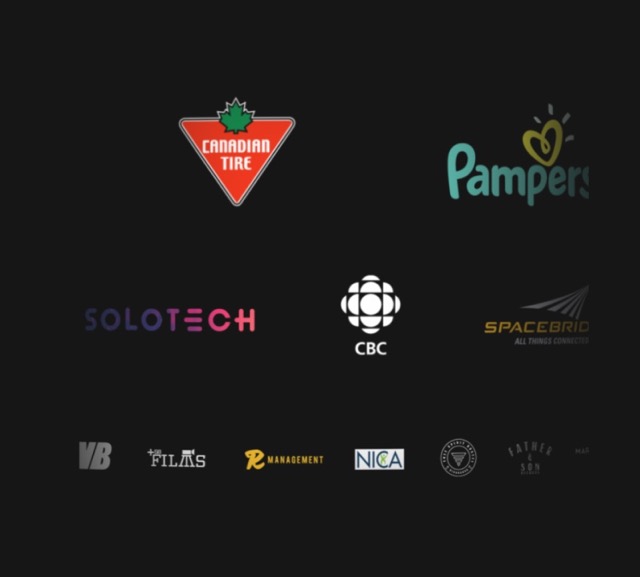 CANADIAN
TIRE
Pampers
SOLOTECH
CBC
SPACEBRID
ALL THINGS CONNECTED
VB
FILMS
R MANAGEMENT
NICA
FATHER
&
SON